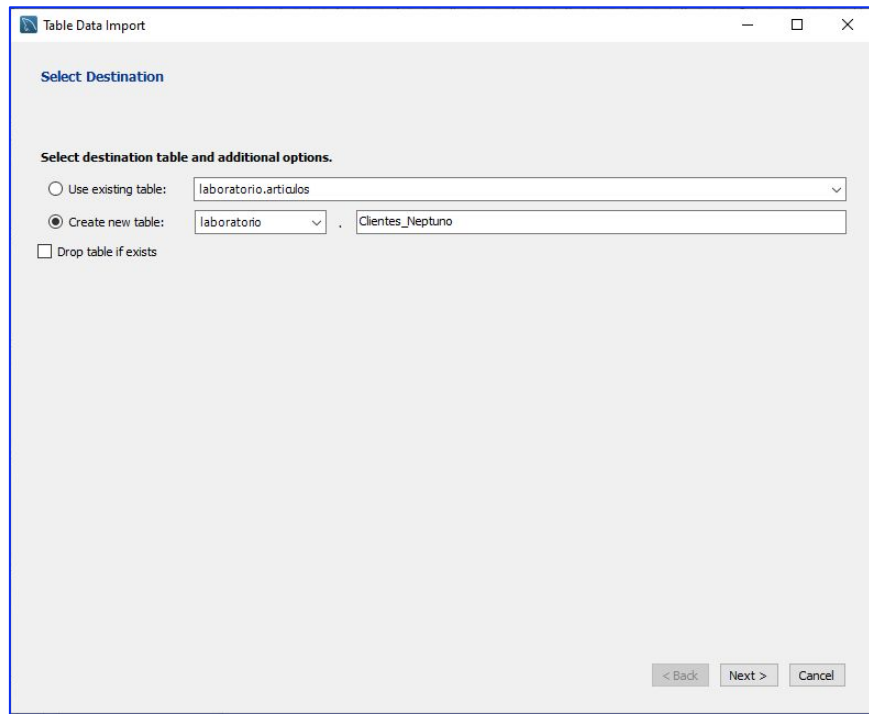 Table Data Import
Select Destination
Select destination table and additional options.
Use existing table: laboratorio.articulos
Create new table: laboratorio . Clientes_Neptuno
Drop table if exists
< Back Next > Cancel